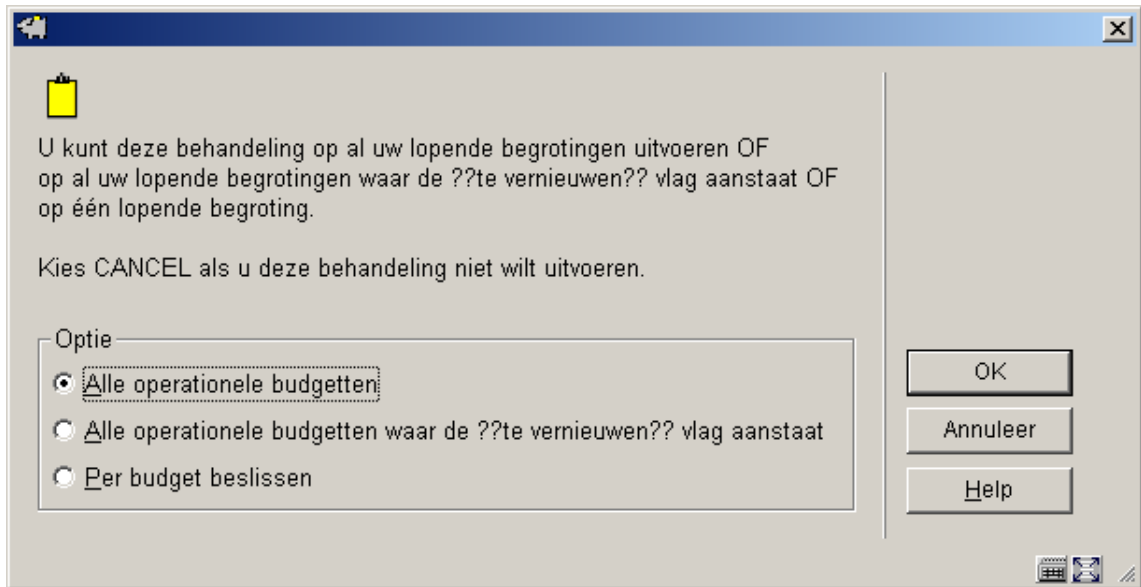 U kunt deze behandeling op al uw lopende begrotingen uitvoeren OF
op al uw lopende begrotingen waar de ??te vernieuwen?? vlag aanstaat OF
op één lopende begroting.
Kies CANCEL als u deze behandeling niet wilt uitvoeren.
Optie
Alle operationele budgetten
Alle operationele budgetten waar de ??te vernieuwen?? vlag aanstaat
Per budget beslissen
OK
Annuleer
Help